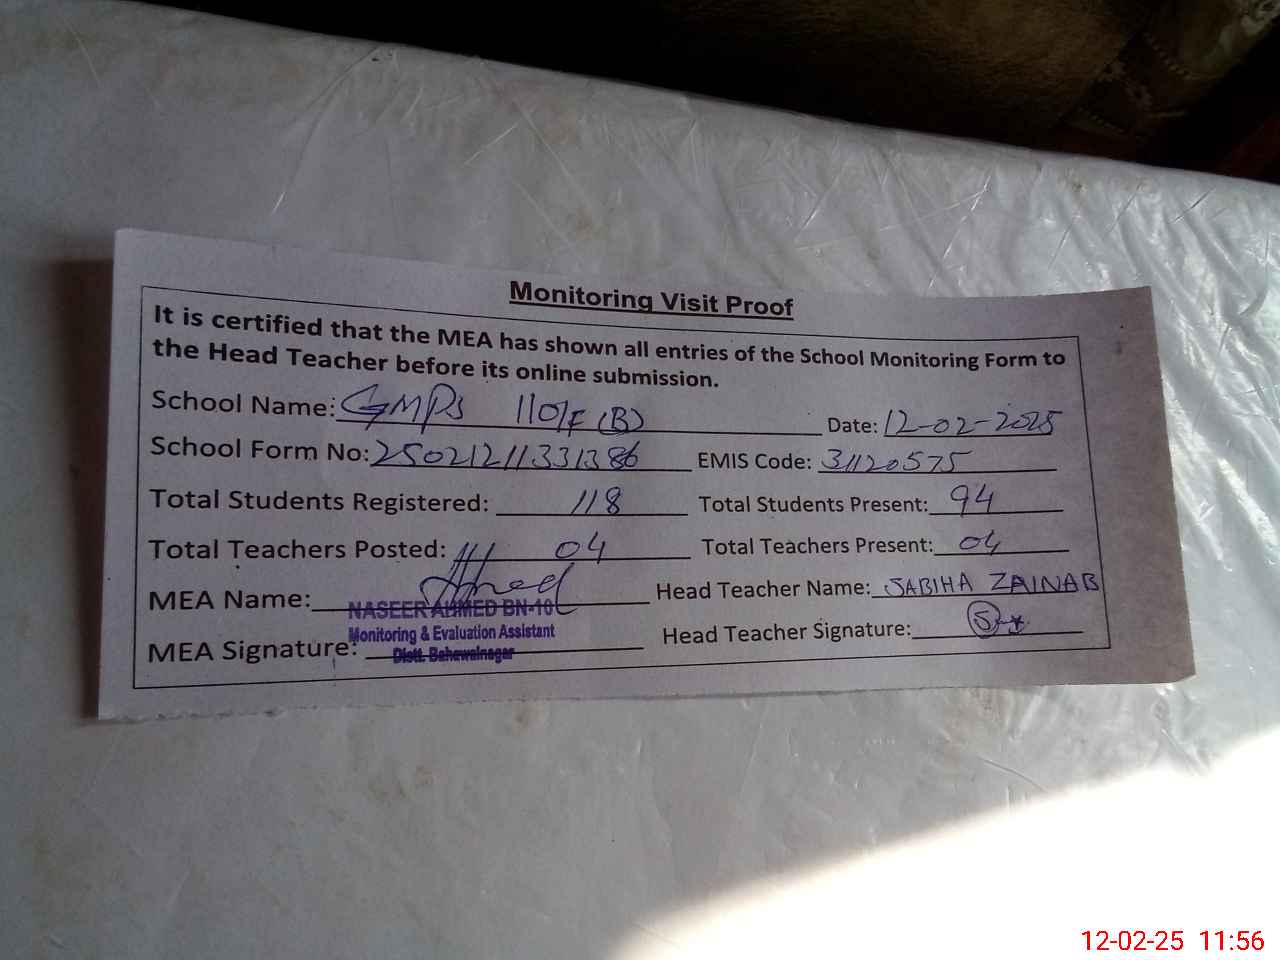 Monitoring Visit Proof
It is certified that the MEA has shown all entries of the School Monitoring Form to
the Head Teacher before its online submission.
School Name: GMPS 110/F (B) Date: 12-02-2025
School Form No: 25021211331386 EMIS Code: 31120575
Total Students Registered: 118 Total Students Present: 94
Total Teachers Posted: 04 Total Teachers Present: 04
MEA Name: NASEER AHMED BN-10 Head Teacher Name: SABIHA ZAINAB
Monitoring & Evaluation Assistant
MEA Signature: Distt. Bahawalnagar Head Teacher Signature:
12-02-25 11:56